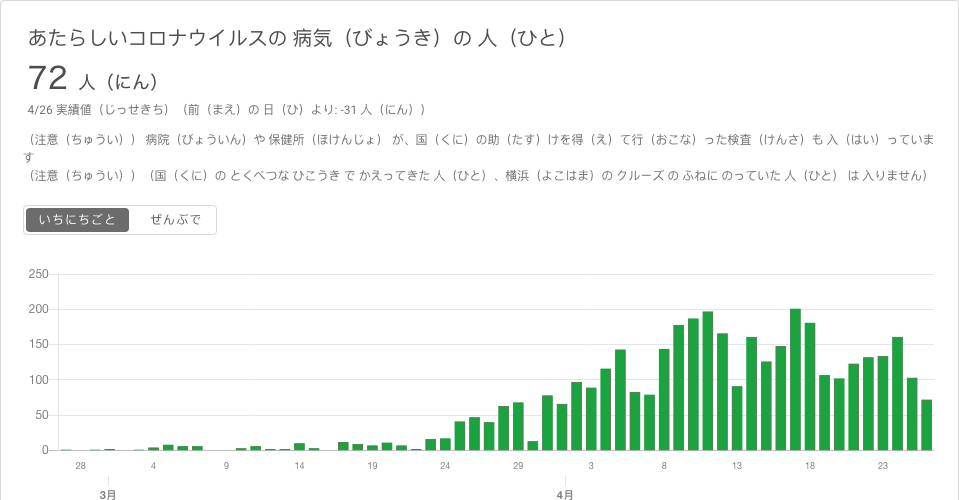 あたらしいコロナウイルスの 病気（びょうき）の 人（ひと）
72 人（にん）
4/26 実績値（じっせきち）（前（まえ）の 日（ひ）より: -31 人（にん））
（注意（ちゅうい）） 病院（びょういん）や 保健所（ほけんじょ） が、国（くに）の助（たす）けを得（え）て行（おこな）った検査（けんさ）も 入（はい）っていま
す
（注意（ちゅうい））（国（くに）の とくべつな ひこうき で かえってきた 人（ひと）、横浜（よこはま）の クルーズ の ふねに のっていた 人（ひと） は 入りません）
いちにちごと ぜんぶで
250
200
150
100
50
0
28 4 9 14 19 24 29 3 8 13 18 23
3月 4月